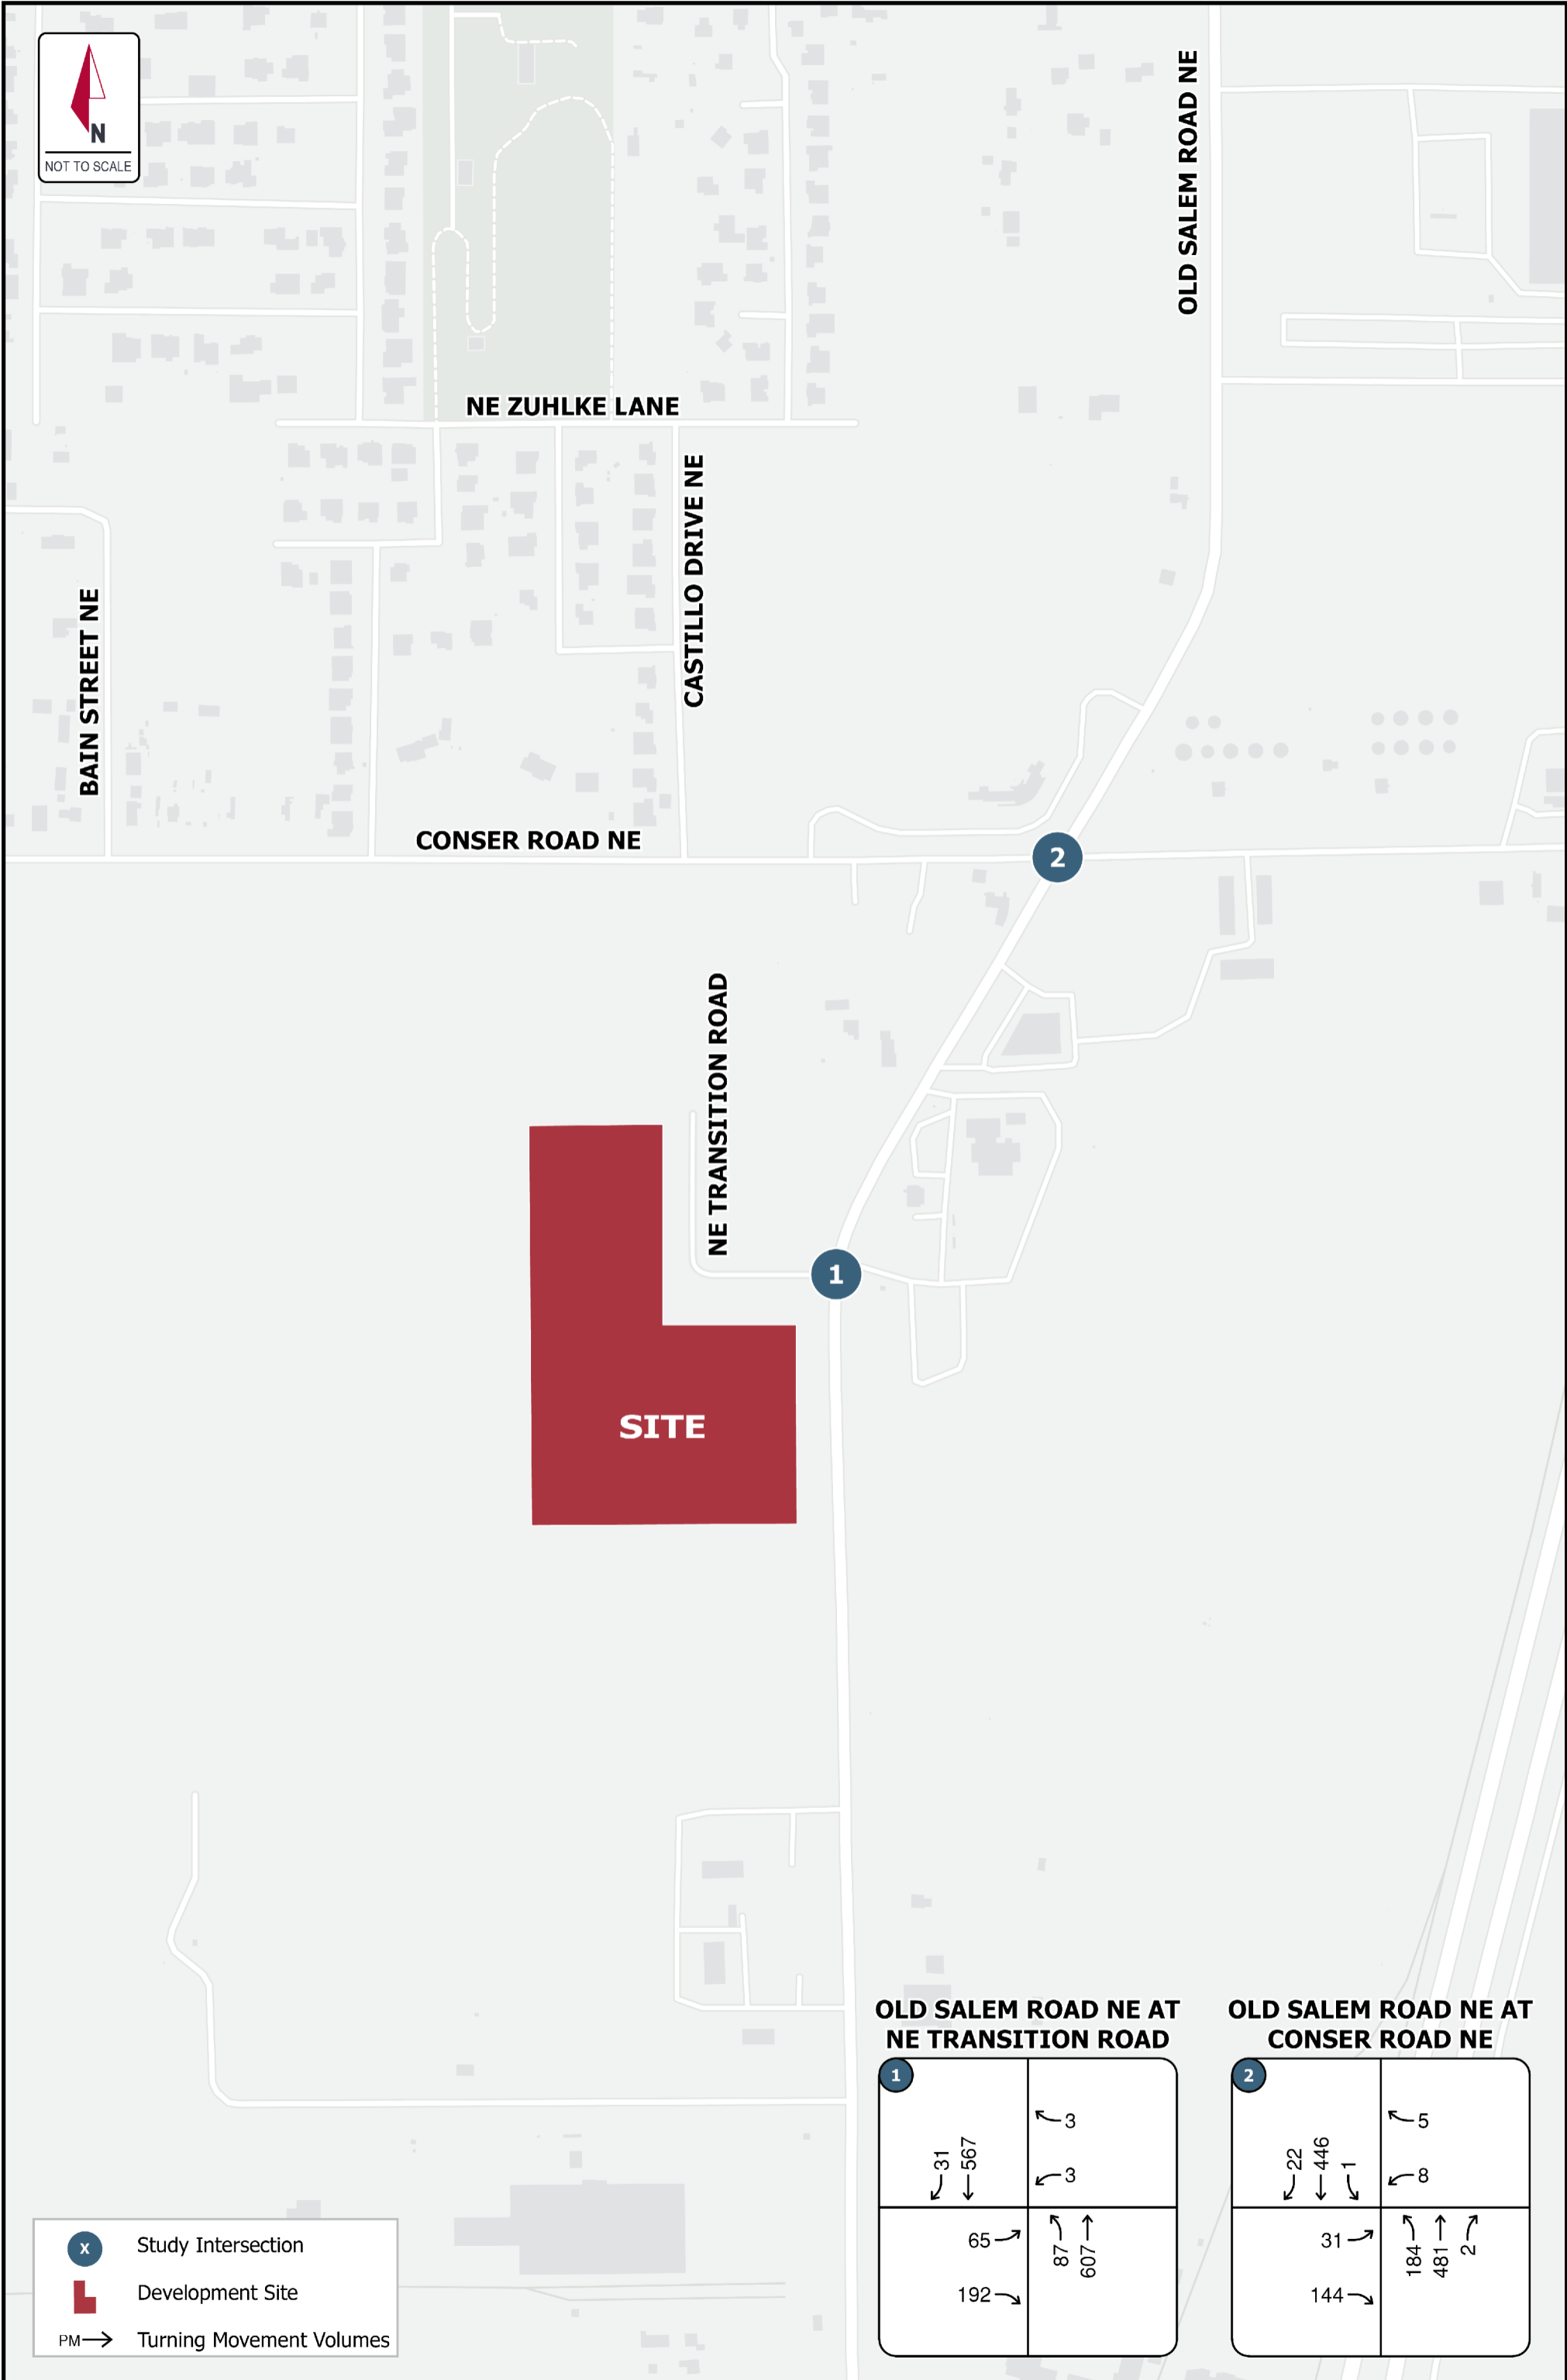 N
NOT TO SCALE
OLD SALEM ROAD NE
NE ZUHLKE LANE
CASTILLO DRIVE NE
BAIN STREET NE
CONSER ROAD NE
2
NE TRANSITION ROAD
1
SITE
OLD SALEM ROAD NE AT
NE TRANSITION ROAD
1
3
31
567
3
65
87
607
192
OLD SALEM ROAD NE AT
CONSER ROAD NE
2
5
22
446
1
8
31
184
481
2
144
X Study Intersection
Development Site
PM Turning Movement Volumes